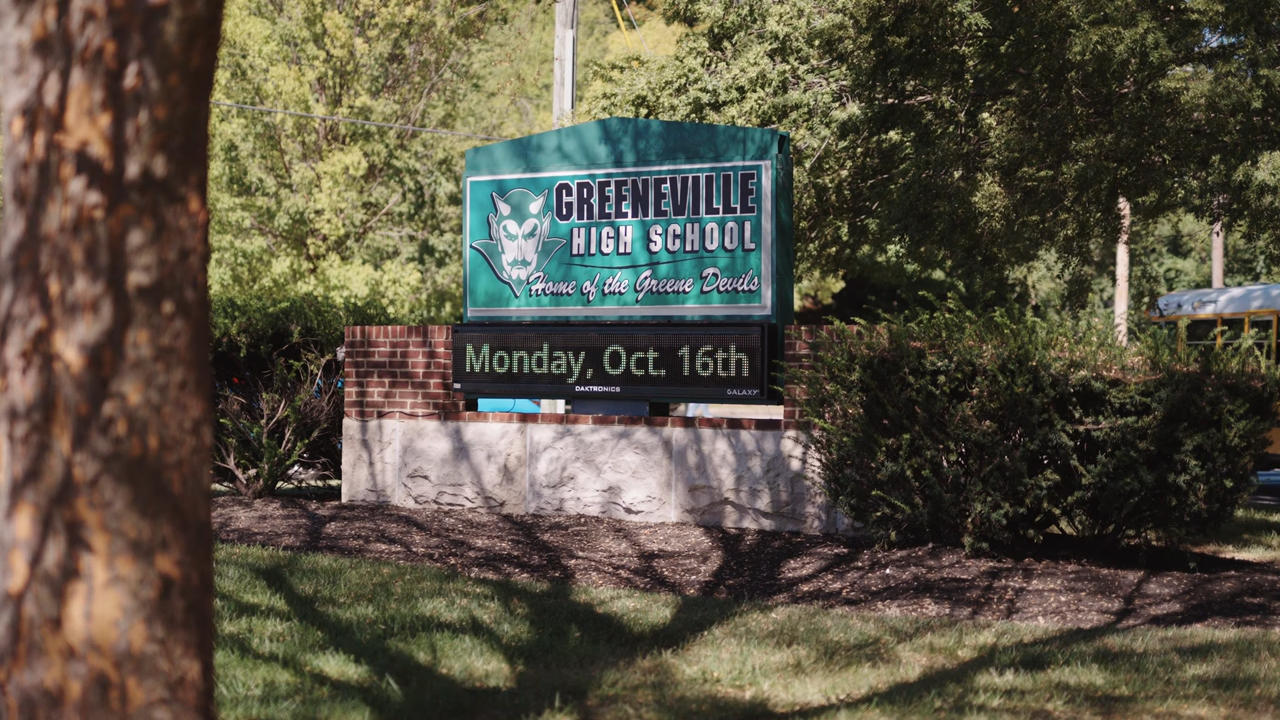 GREENEVILLE
HIGH SCHOOL
Home of the Greene Devils
Monday, Oct. 16th
DAKTRONICS
GALAXY